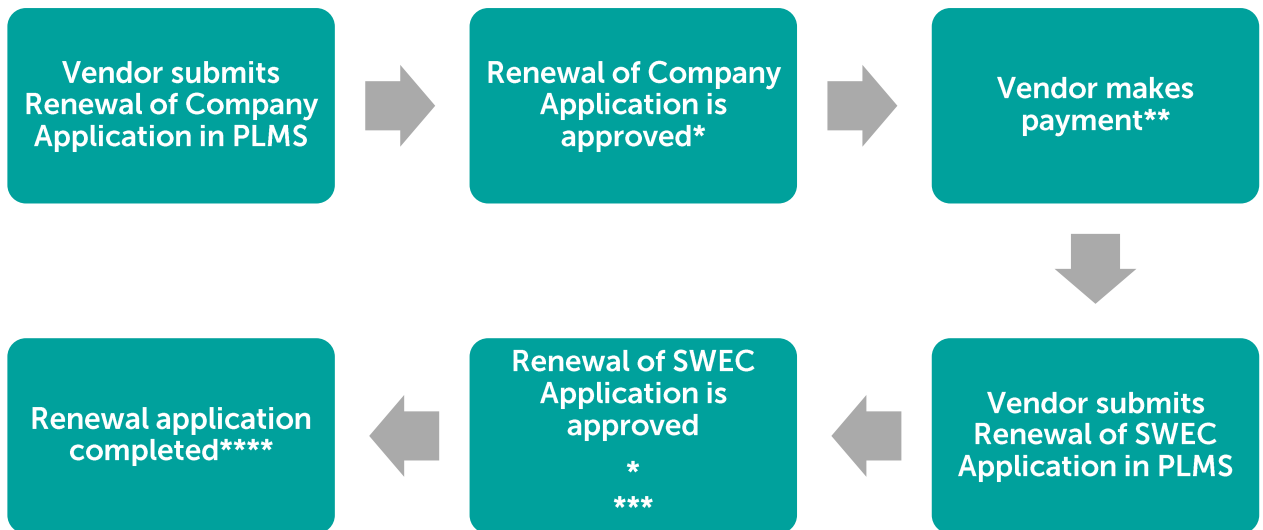 Vendor submits
Renewal of Company
Application in PLMS
Renewal of Company
Application is
approved*
Vendor makes
payment**
Vendor submits
Renewal of SWEC
Application in PLMS
Renewal of SWEC
Application is
approved
*
***
Renewal application
completed****